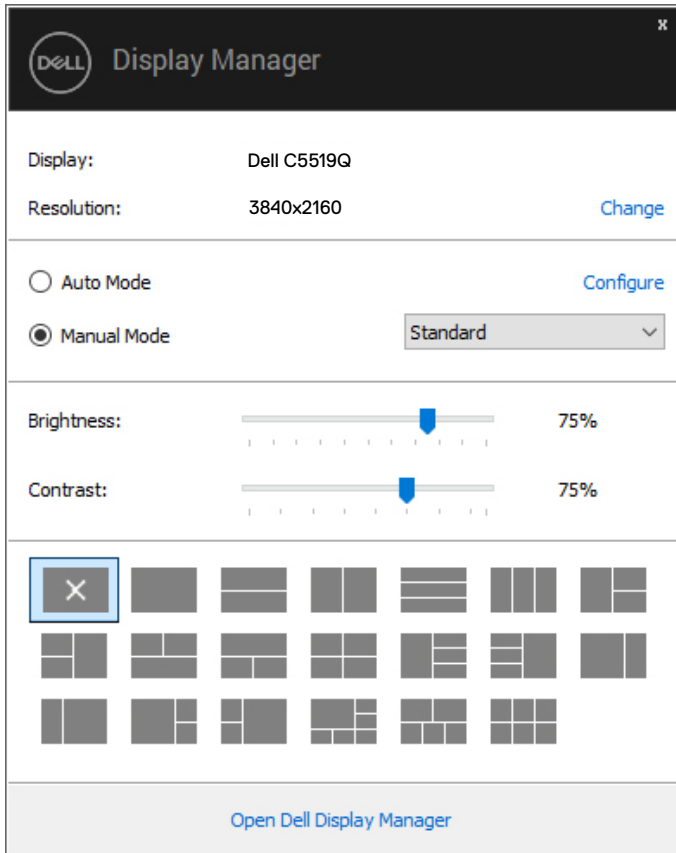 x
DELL Display Manager
Display: Dell C5519Q
Resolution: 3840x2160 Change
Auto Mode Configure
Manual Mode Standard
Brightness: 75%
Contrast: 75%
Open Dell Display Manager